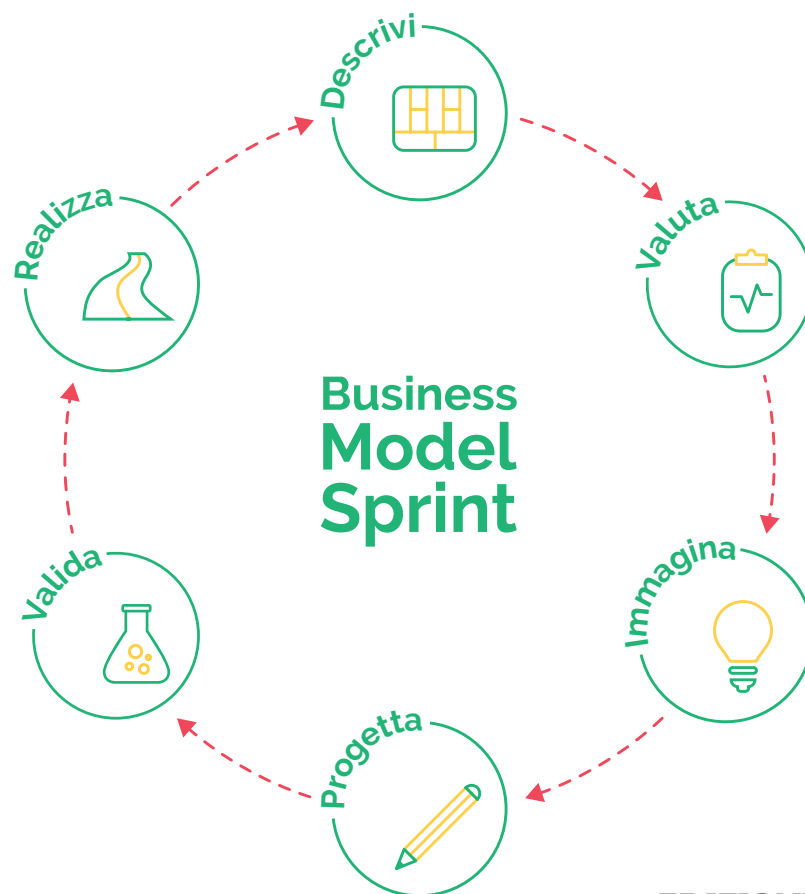 Descrivi
Realizza
Valuta
Business
Model
Sprint
Valida
Immagina
Progetta